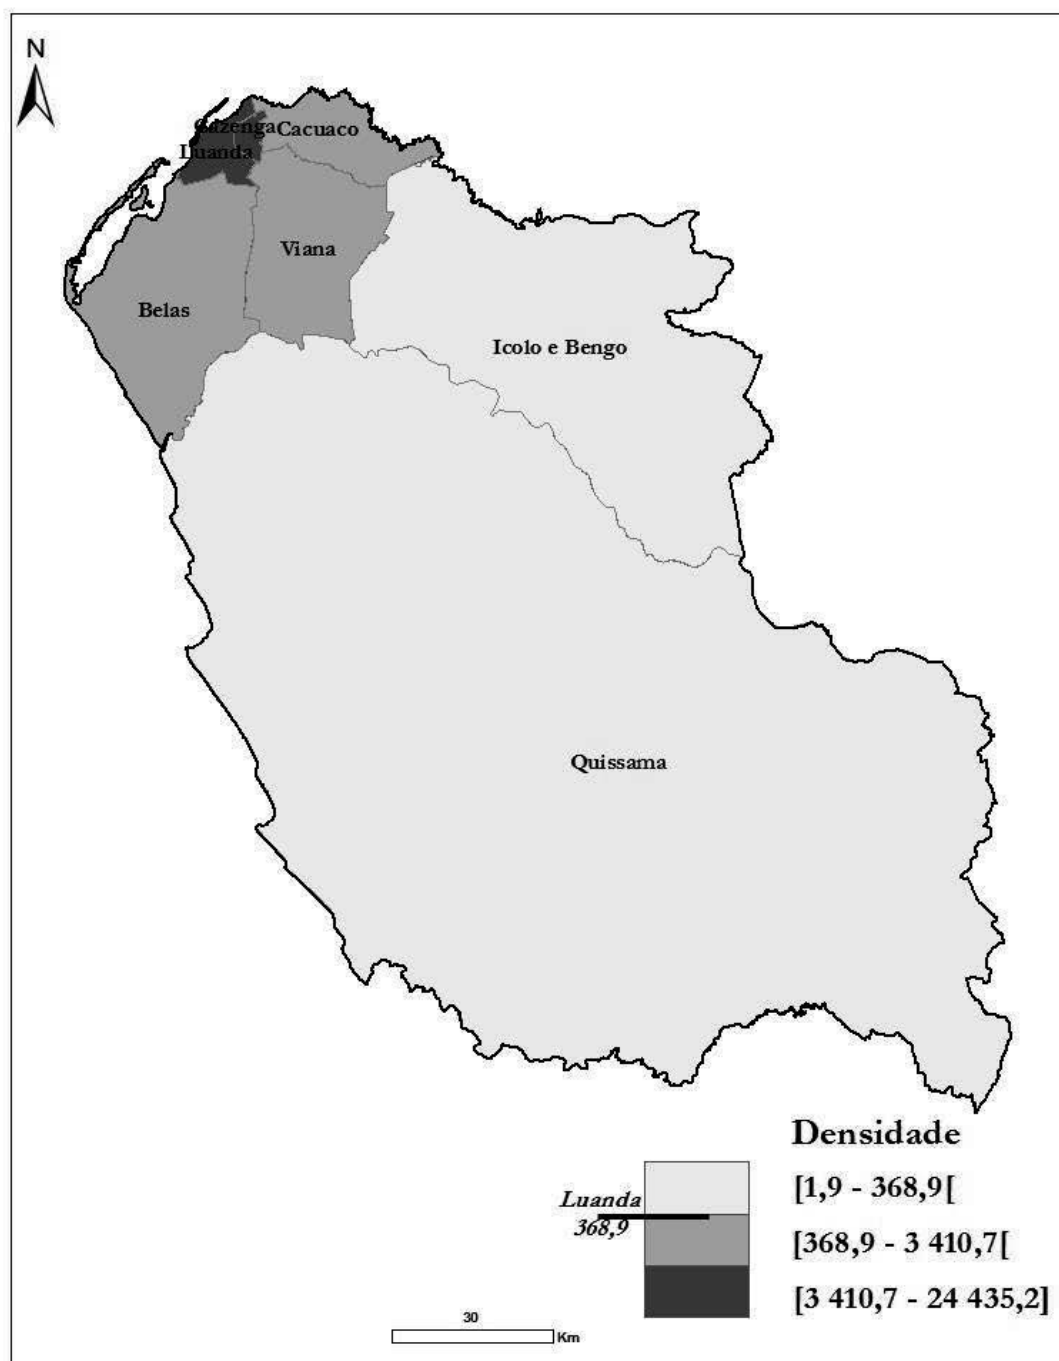 N
Cazenga
Cacuaco
Luanda
Viana
Belas
Icolo e Bengo
Quissama
Densidade
[1,9 - 368,9[
Luanda
368,9
[368,9 - 3 410,7[
[3 410,7 - 24 435,2]
30
Km